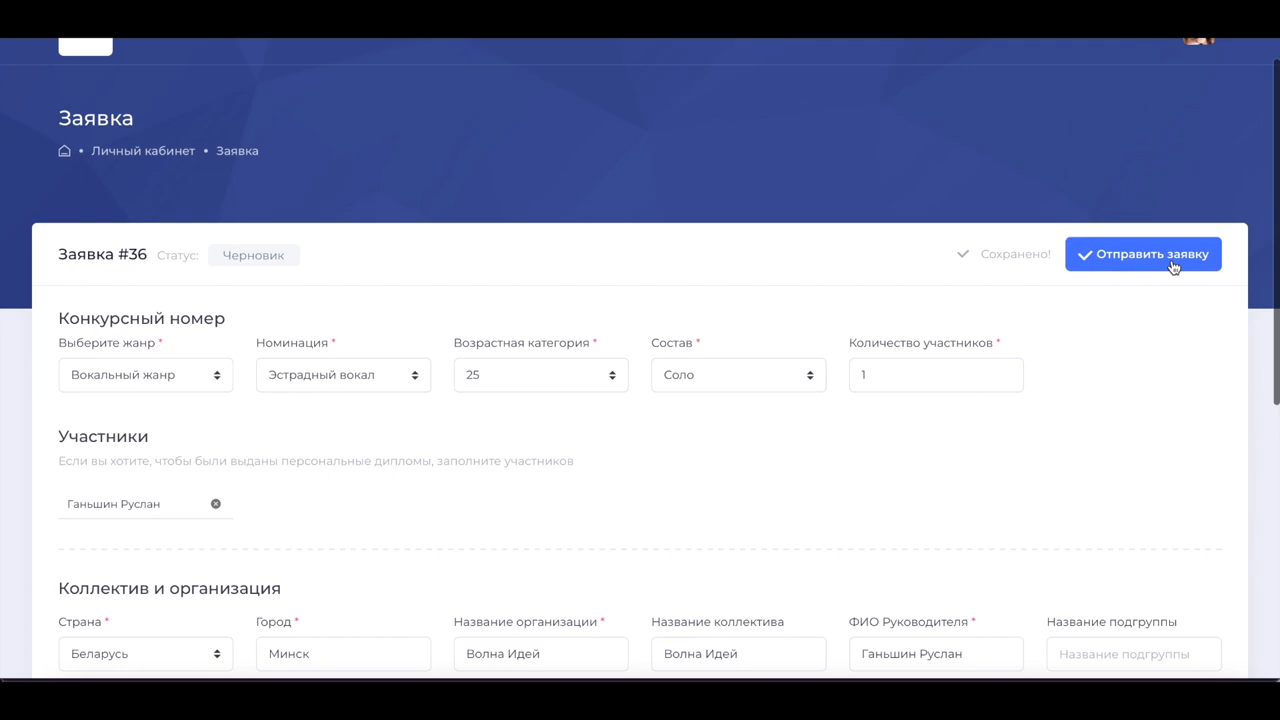 Заявка
Личный кабинет • Заявка
Заявка #36 Статус: Черновик Сохранено! Отправить заявку
Конкурсный номер
Выберите жанр * Номинация * Возрастная категория * Состав * Количество участников *
Вокальный жанр Эстрадный вокал 25 Соло 1
Участники
Если вы хотите, чтобы были выданы персональные дипломы, заполните участников
Ганьшин Руслан
Коллектив и организация
Страна * Город * Название организации * Название коллектива ФИО Руководителя * Название подгруппы
Беларусь Минск Волна Идей Волна Идей Ганьшин Руслан Название подгруппы